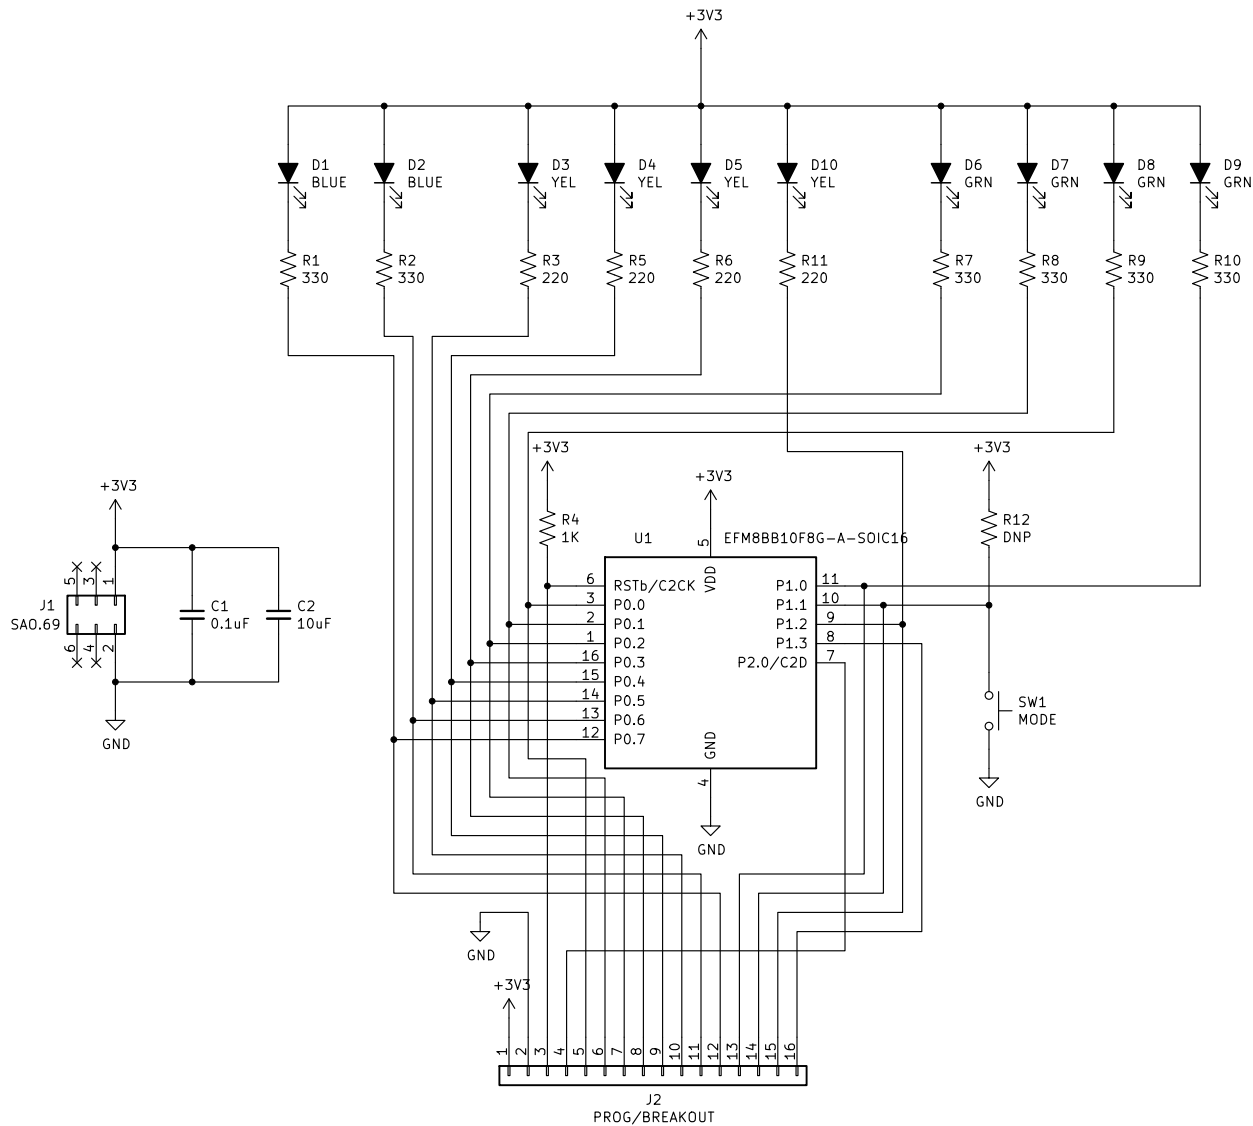 +3V3
D1
BLUE
D2
BLUE
D3
YEL
D4
YEL
D5
YEL
D10
YEL
D6
GRN
D7
GRN
D8
GRN
D9
GRN
R1
330
R2
330
R3
220
R5
220
R6
220
R11
220
R7
330
R8
330
R9
330
R10
330
+3V3
+3V3
+3V3
+3V3
R4
1K
R12
DNP
U1
EFM8BB10F8G-A-SOIC16
5
VDD
6 RSTb/C2CK
3 P0.0
2 P0.1
1 P0.2
16 P0.3
15 P0.4
14 P0.5
13 P0.6
12 P0.7
P1.0 11
P1.1 10
P1.2 9
P1.3 8
P2.0/C2D 7
GND
4
GND
5 3 1
J1
SAO.69
6 4 2
C1
0.1uF
C2
10uF
GND
SW1
MODE
GND
GND
+3V3
1 2 3 4 5 6 7 8 9 10 11 12 13 14 15 16
J2
PROG/BREAKOUT